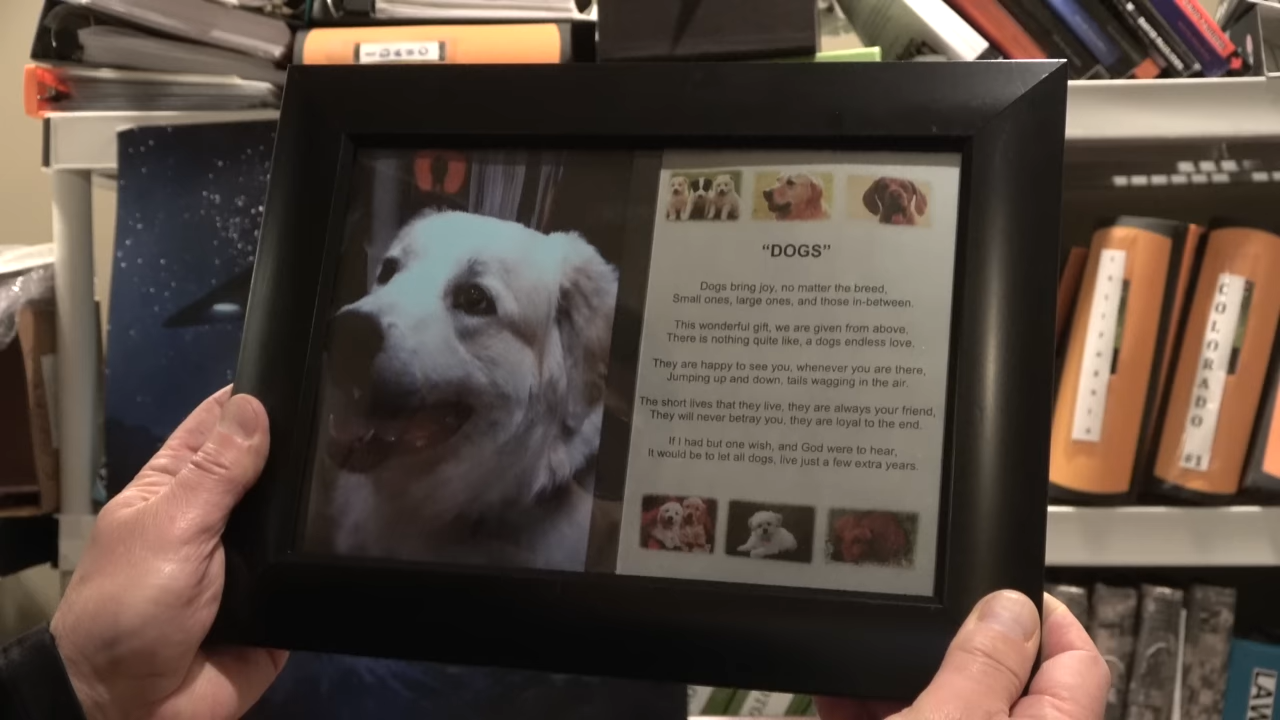 “DOGS”
Dogs bring joy, no matter the breed,
Small ones, large ones, and those in-between.
This wonderful gift, we are given from above.
There is nothing quite like, a dogs endless love.
They are happy to see you, whenever you are there,
Jumping up and down, tails wagging in the air.
The short lives that they live, they are always your friend,
They will never betray you, they are loyal to the end.
If I had but one wish, and God were to hear,
It would be to let all dogs, live just a few extra years.
COLORADO
#1
LAW